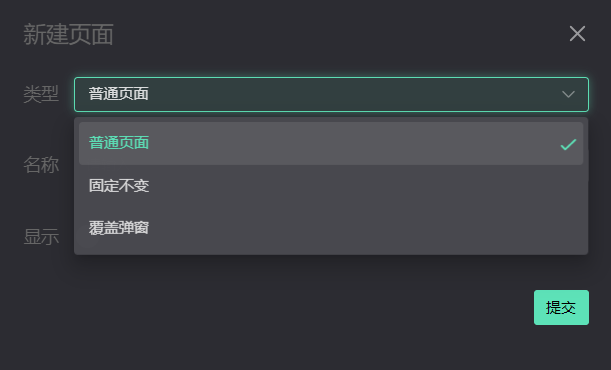 新建页面
类型
普通页面
普通页面
名称
固定不变
覆盖弹窗
显示
提交